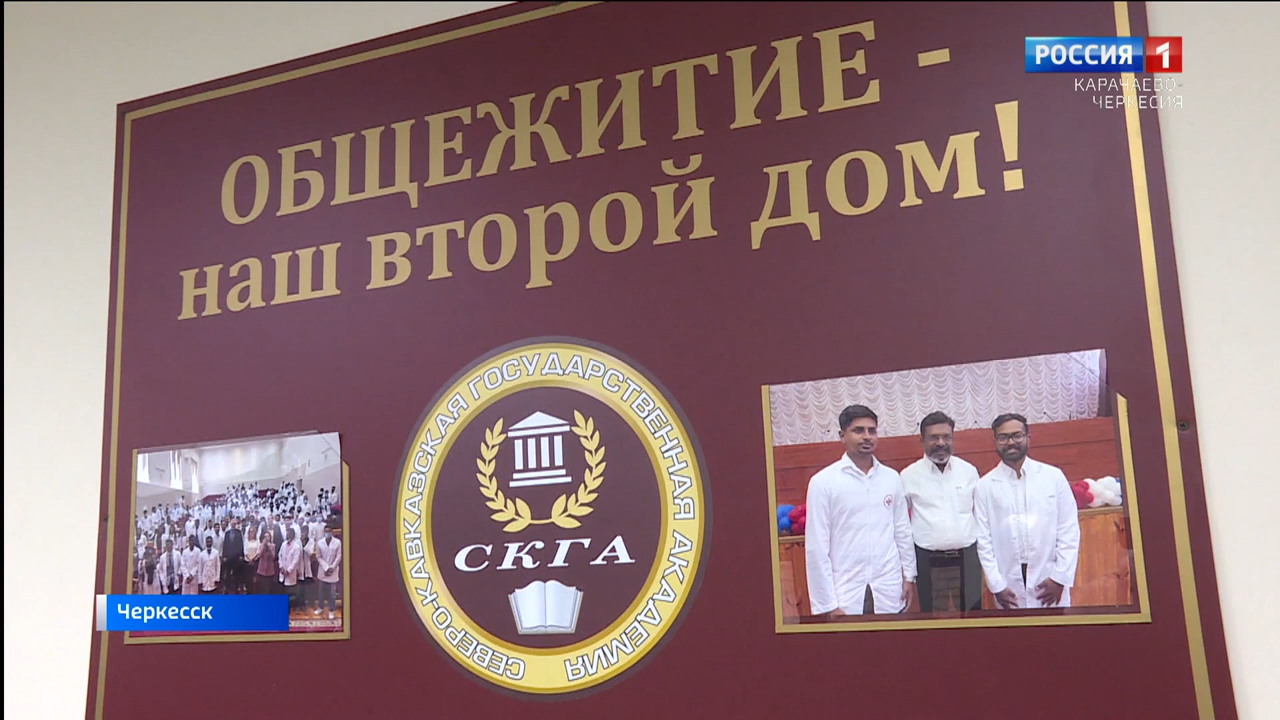 ОБЩЕЖИТИЕ -
наш второй дом!
РОССИЯ 1
КАРАЧАЕВО-
ЧЕРКЕСИЯ
СЕВЕРО-КАВКАЗСКАЯ ГОСУДАРСТВЕННАЯ АКАДЕМИЯ
СКГА
Черкесск